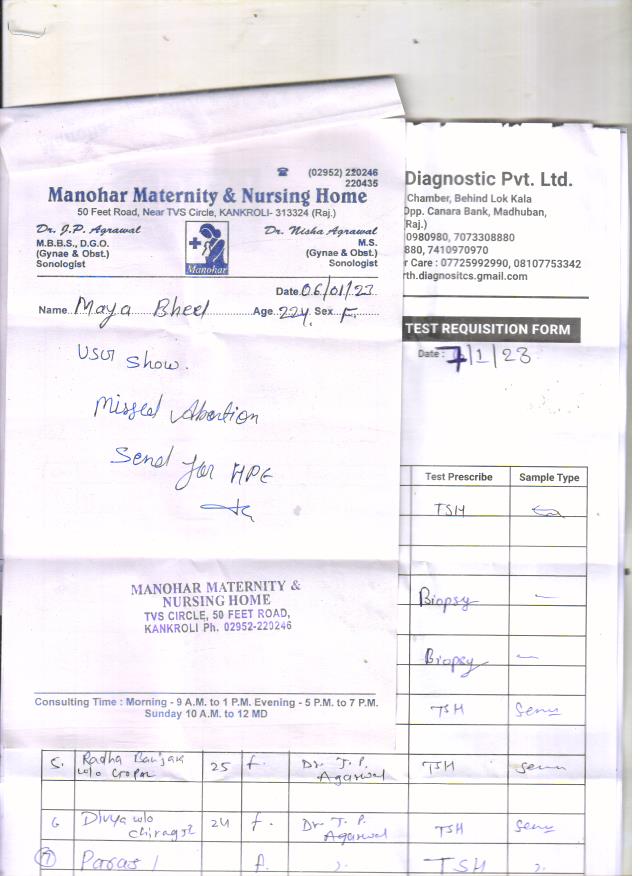 ☎ (02952) 220246
220435
Manohar Maternity & Nursing Home
50 Feet Road, Near TVS Circle, KANKROLI- 313324 (Raj.)
Dr. J.P. Agrawal
M.B.B.S., D.G.O.
(Gynae & Obst.)
Sonologist
Manohar
Dr. Nisha Agrawal
M.S.
(Gynae & Obst.)
Sonologist
Date 06/01/23
Name Maya Bheel Age 22y. Sex F.
show.
Missed Abortion
Send for HPE
MANOHAR MATERNITY &
NURSING HOME
TVS CIRCLE, 50 FEET ROAD,
KANKROLI Ph. 02952-220246
Consulting Time : Morning - 9 A.M. to 1 P.M. Evening - 5 P.M. to 7 P.M.
Sunday 10 A.M. to 12 MD
Diagnostic Pvt. Ltd.
Chamber, Behind Lok Kala
Opp. Canara Bank, Madhuban,
Raj.)
0980980, 7073308880
880, 7410970970
r Care : 07725992990, 08107753342
rth.diagnositcs.gmail.com
TEST REQUISITION FORM
Date : 7/1/23
Test Prescribe Sample Type
TSH
Biopsy —
Biopsy —
TSH
5. Radha w/o 25 f. Dr. J. P. Agarwal TSH
6 Divya w/o chirag 24 f. Dr. J. P. Agarwal TSH
7 Paras / f. TSH